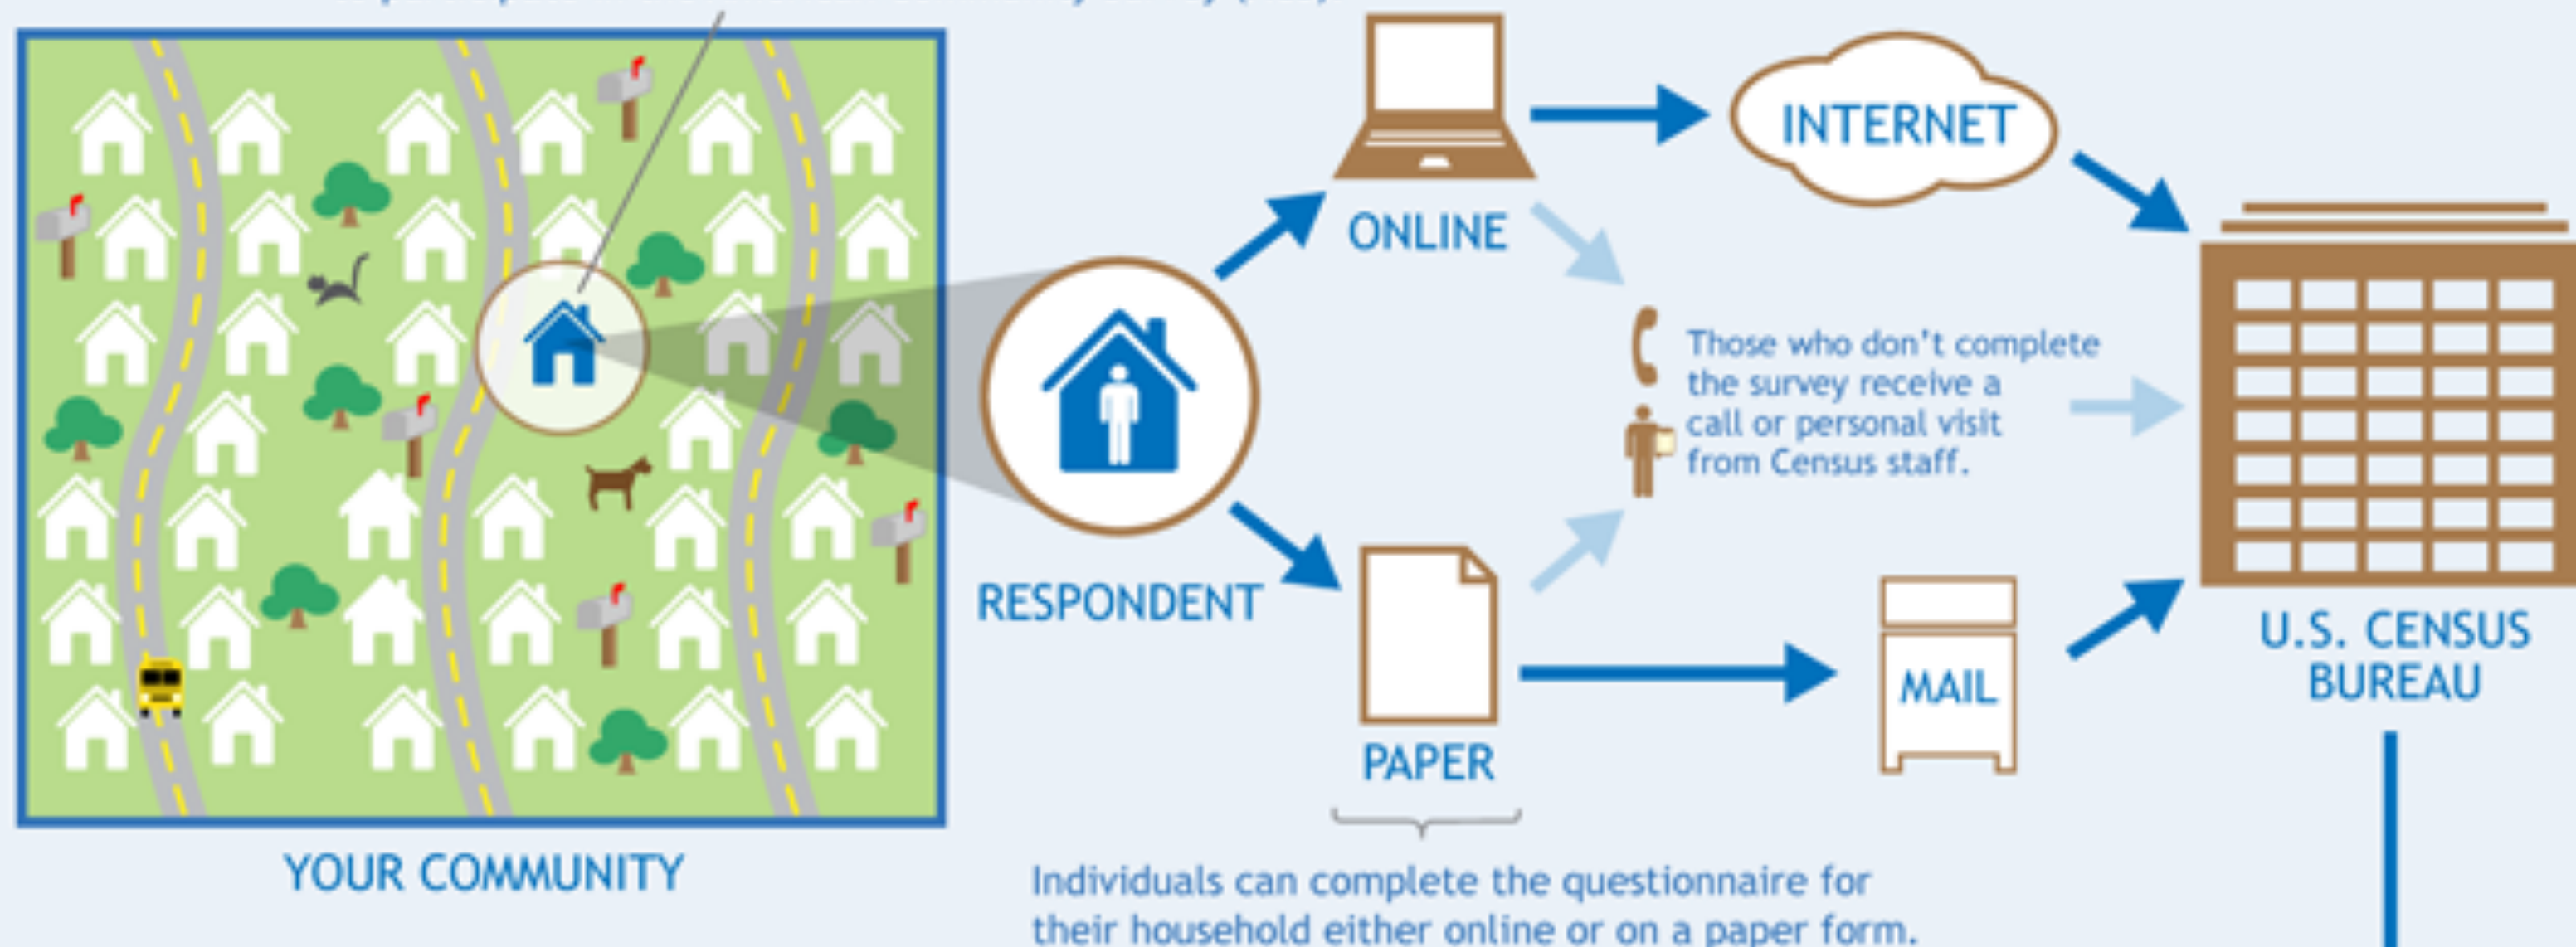 YOUR COMMUNITY
RESPONDENT
ONLINE
INTERNET
Those who don't complete
the survey receive a
call or personal visit
from Census staff.
PAPER
MAIL
U.S. CENSUS
BUREAU
Individuals can complete the questionnaire for
their household either online or on a paper form.